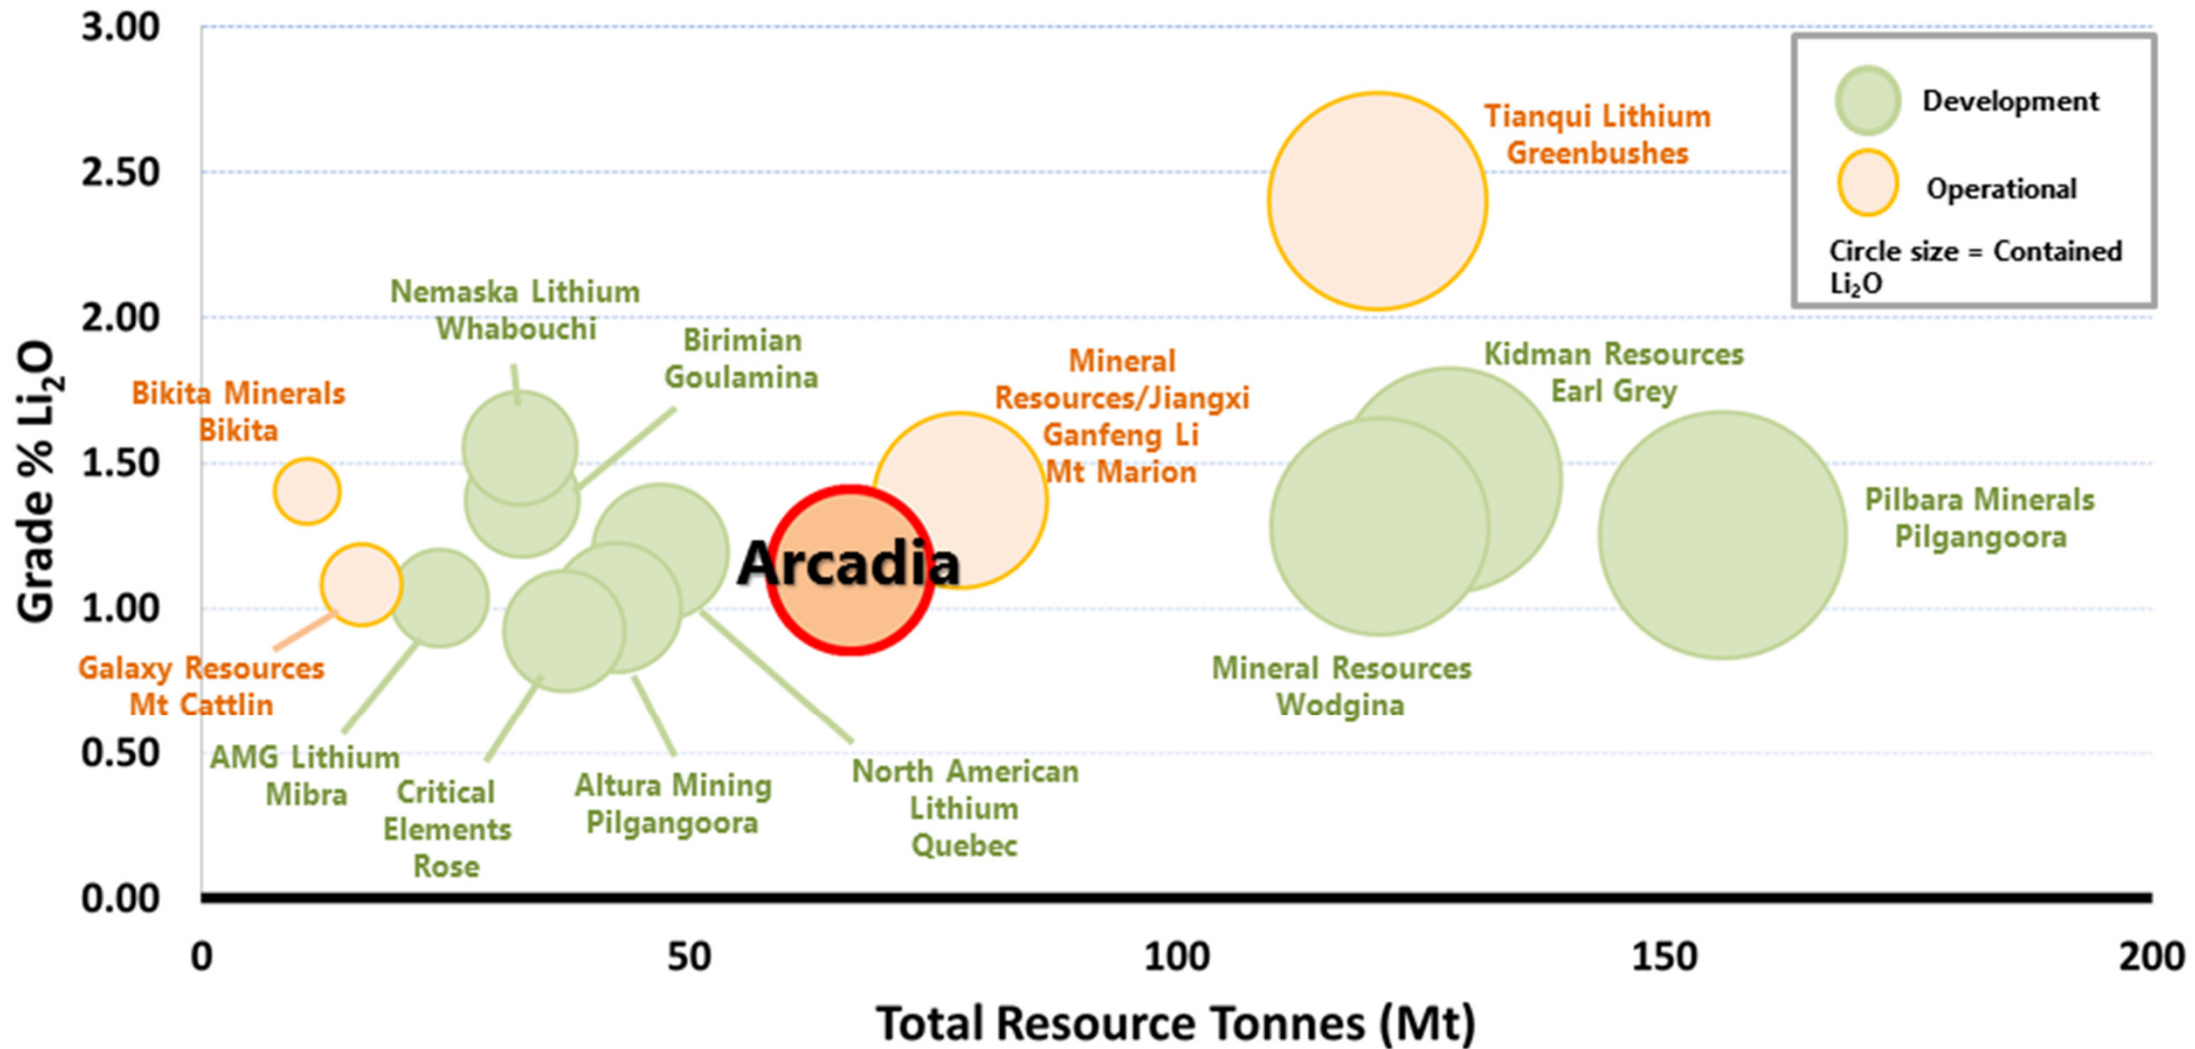 3.00
2.50
2.00
1.50
1.00
0.50
0.00
Grade % Li₂O
0
50
100
150
200
Total Resource Tonnes (Mt)
Development
Operational
Circle size = Contained
Li₂O
Tianqui Lithium
Greenbushes
Nemaska Lithium
Whabouchi
Birimian
Goulamina
Bikita Minerals
Bikita
Mineral
Resources/Jiangxi
Ganfeng Li
Mt Marion
Kidman Resources
Earl Grey
Pilbara Minerals
Pilgangoora
Arcadia
Galaxy Resources
Mt Cattlin
Mineral Resources
Wodgina
AMG Lithium
Mibra
Critical
Elements
Rose
Altura Mining
Pilgangoora
North American
Lithium
Quebec